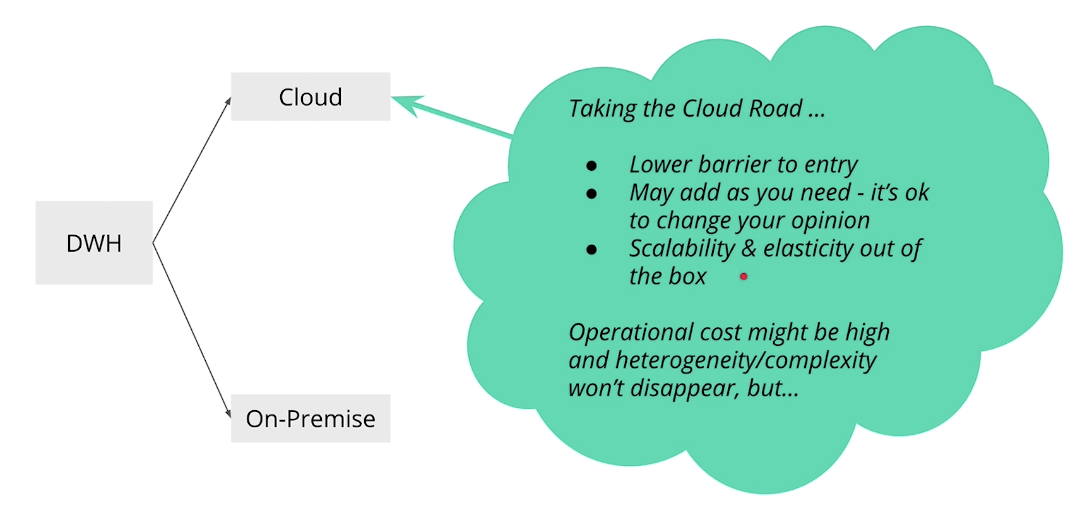 Cloud
DWH
On-Premise
Taking the Cloud Road ...
● Lower barrier to entry
● May add as you need - it's ok
to change your opinion
● Scalability & elasticity out of
the box
Operational cost might be high
and heterogeneity/complexity
won't disappear, but...